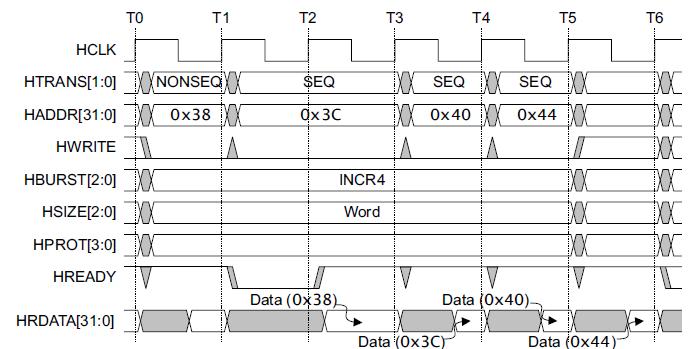 T0 T1 T2 T3 T4 T5 T6
HCLK
HTRANS[1:0] NONSEQ SEQ SEQ SEQ
HADDR[31:0] 0x38 0x3C 0x40 0x44
HWRITE
HBURST[2:0] INCR4
HSIZE[2:0] Word
HPROT[3:0]
HREADY
Data (0x38) Data (0x40)
HRDATA[31:0]
Data (0x3C) Data (0x44)